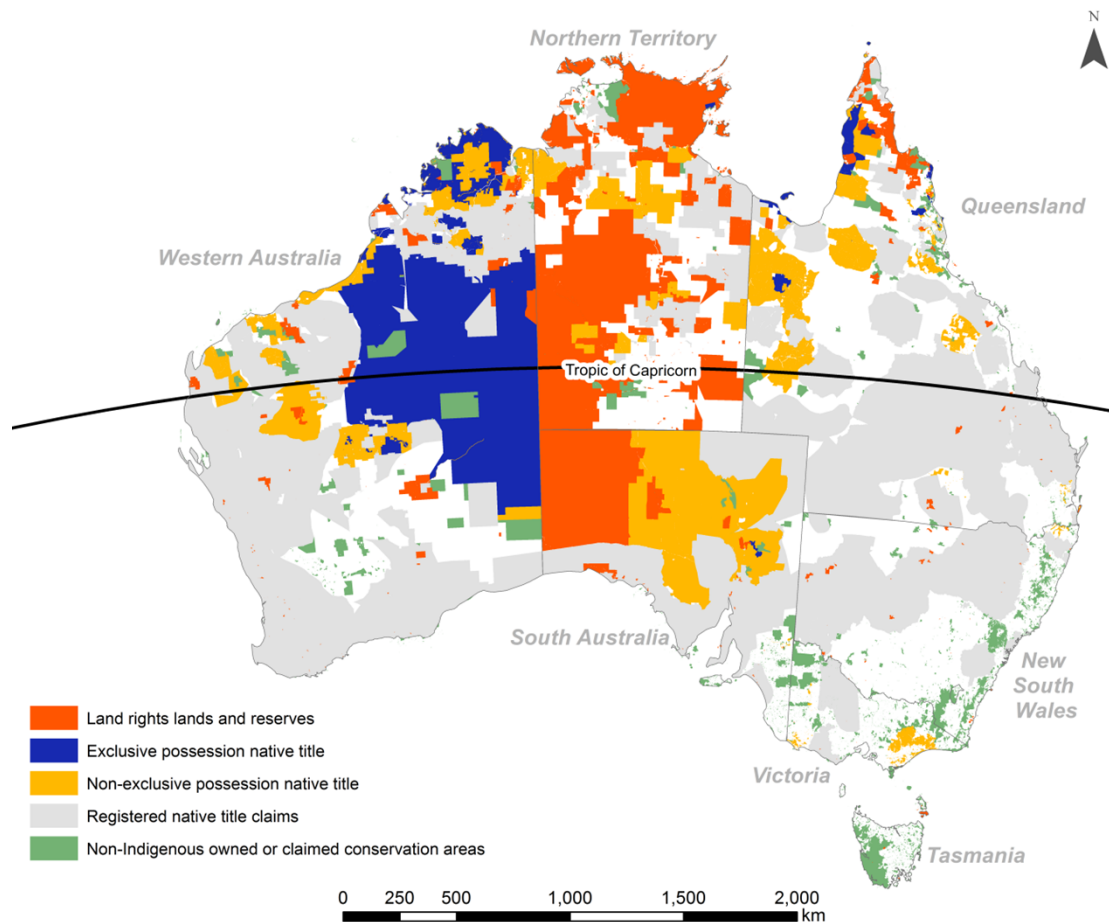 N
Northern Territory
Queensland
Western Australia
Tropic of Capricorn
South Australia
New
South
Wales
Victoria
Tasmania
Land rights lands and reserves
Exclusive possession native title
Non-exclusive possession native title
Registered native title claims
Non-Indigenous owned or claimed conservation areas
0 250 500 1,000 1,500 2,000
km